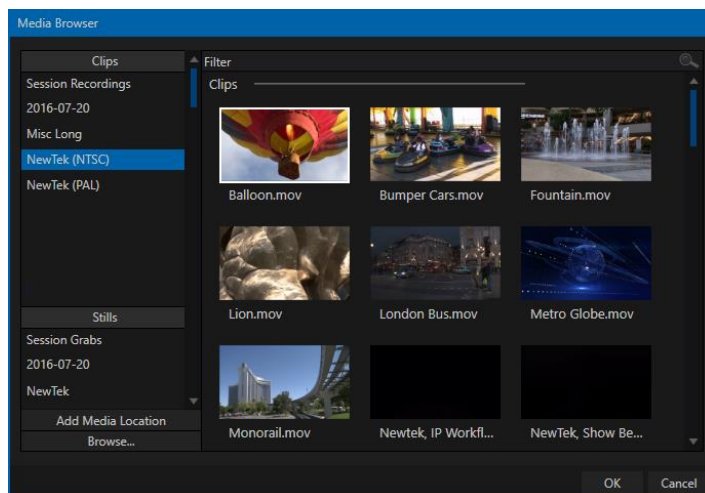 Media Browser
Clips
Session Recordings
2016-07-20
Misc Long
NewTek (NTSC)
NewTek (PAL)
Stills
Session Grabs
2016-07-20
NewTek
Add Media Location
Browse...
Filter
Clips
Balloon.mov
Bumper Cars.mov
Fountain.mov
Lion.mov
London Bus.mov
Metro Globe.mov
Monorail.mov
Newtek, IP Workfl...
NewTek, Show Be...
OK
Cancel